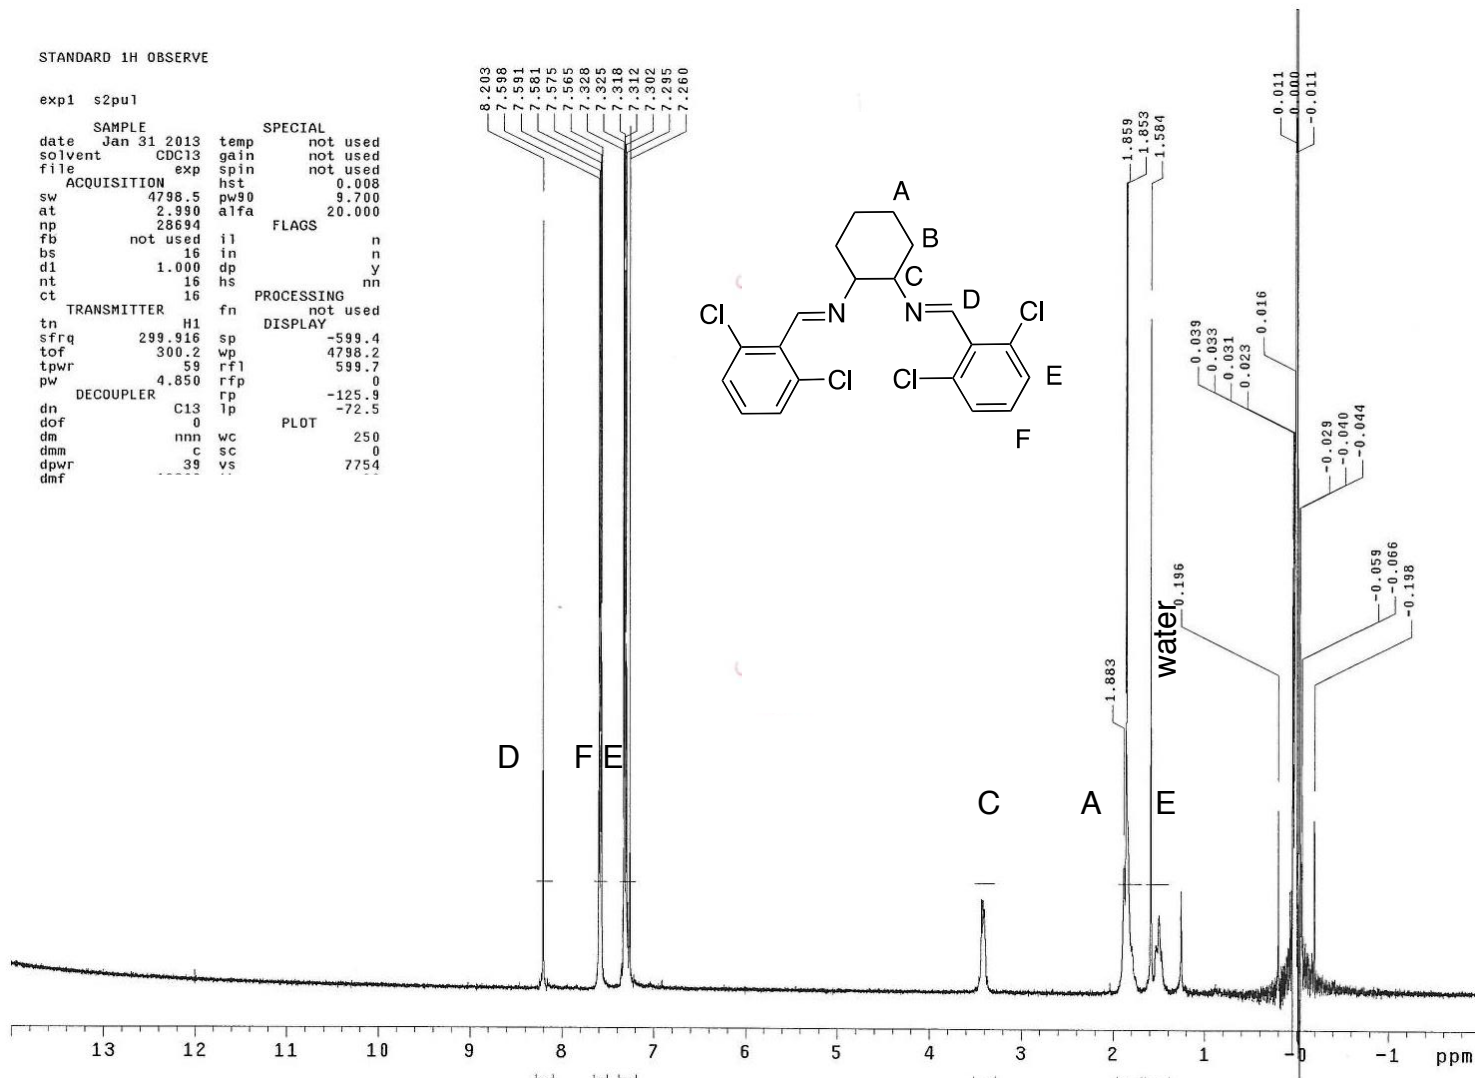 STANDARD 1H OBSERVE
exp1 s2pul
SAMPLE SPECIAL
date Jan 31 2013 temp not used
solvent CDCl3 gain not used
file exp spin not used
ACQUISITION hst 0.008
sw 4798.5 pw90 9.700
at 2.990 alfa 20.000
np 28694 FLAGS
fb not used il n
bs 16 in n
d1 1.000 dp y
nt 16 hs nn
ct 16 PROCESSING
TRANSMITTER fn not used
tn H1 DISPLAY
sfrq 299.916 sp -599.4
tof 300.2 wp 4798.2
tpwr 59 rfl 599.7
pw 4.850 rfp 0
DECOUPLER rp -125.9
dn C13 lp -72.5
dof 0 PLOT
dm nnn wc 250
dmm c sc 0
dpwr 39 vs 7754
dmf
8.203
7.598
7.591
7.581
7.575
7.565
7.328
7.325
7.318
7.312
7.302
7.295
7.260
1.859
1.853
1.584
0.011
0.000
-0.011
A
B
C
N N D
Cl Cl
Cl Cl E
F
0.039
0.033
0.031
0.023
0.016
-0.029
-0.040
-0.044
0.196
-0.059
-0.066
-0.198
water
1.883
D F E
C A E
13 12 11 10 9 8 7 6 5 4 3 2 1 -0 -1 ppm